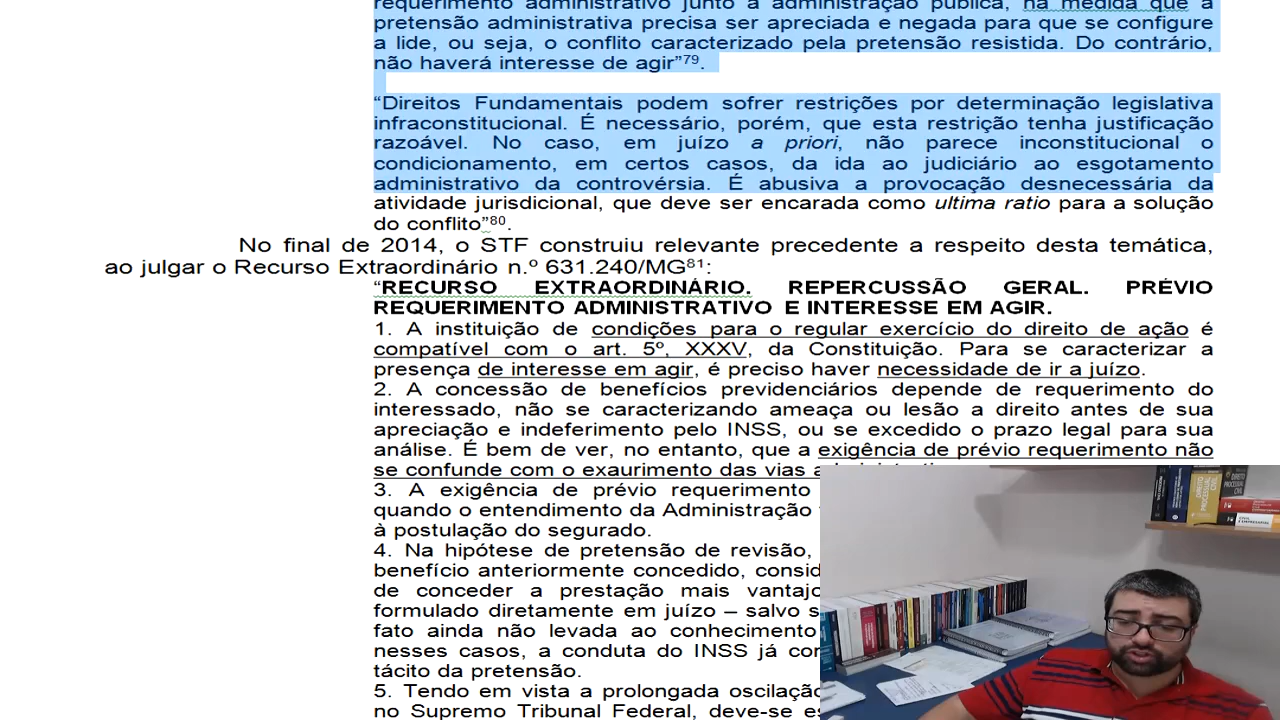 requerimento administrativo junto à administração pública, na medida que a
pretensão administrativa precisa ser apreciada e negada para que se configure
a lide, ou seja, o conflito caracterizado pela pretensão resistida. Do contrário,
não haverá interesse de agir”79.
“Direitos Fundamentais podem sofrer restrições por determinação legislativa
infraconstitucional. É necessário, porém, que esta restrição tenha justificação
razoável. No caso, em juízo a priori, não parece inconstitucional o
condicionamento, em certos casos, da ida ao judiciário ao esgotamento
administrativo da controvérsia. É abusiva a provocação desnecessária da
atividade jurisdicional, que deve ser encarada como ultima ratio para a solução
do conflito”80.
No final de 2014, o STF construiu relevante precedente a respeito desta temática,
ao julgar o Recurso Extraordinário n.º 631.240/MG81:
“RECURSO EXTRAORDINÁRIO. REPERCUSSÃO GERAL. PRÉVIO
REQUERIMENTO ADMINISTRATIVO E INTERESSE EM AGIR.
1. A instituição de condições para o regular exercício do direito de ação é
compatível com o art. 5º, XXXV, da Constituição. Para se caracterizar a
presença de interesse em agir, é preciso haver necessidade de ir a juízo.
2. A concessão de benefícios previdenciários depende de requerimento do
interessado, não se caracterizando ameaça ou lesão a direito antes de sua
apreciação e indeferimento pelo INSS, ou se excedido o prazo legal para sua
análise. É bem de ver, no entanto, que a exigência de prévio requerimento não
se confunde com o exaurimento das vias
3. A exigência de prévio requerimento
quando o entendimento da Administração
à postulação do segurado.
4. Na hipótese de pretensão de revisão,
benefício anteriormente concedido,
de conceder a prestação mais
formulado diretamente em juízo – salvo
fato ainda não levada ao conhecimento
nesses casos, a conduta do INSS já
tácito da pretensão.
5. Tendo em vista a prolongada oscilação
no Supremo Tribunal Federal, deve-se
DIREITO PROCESSUAL CIVIL